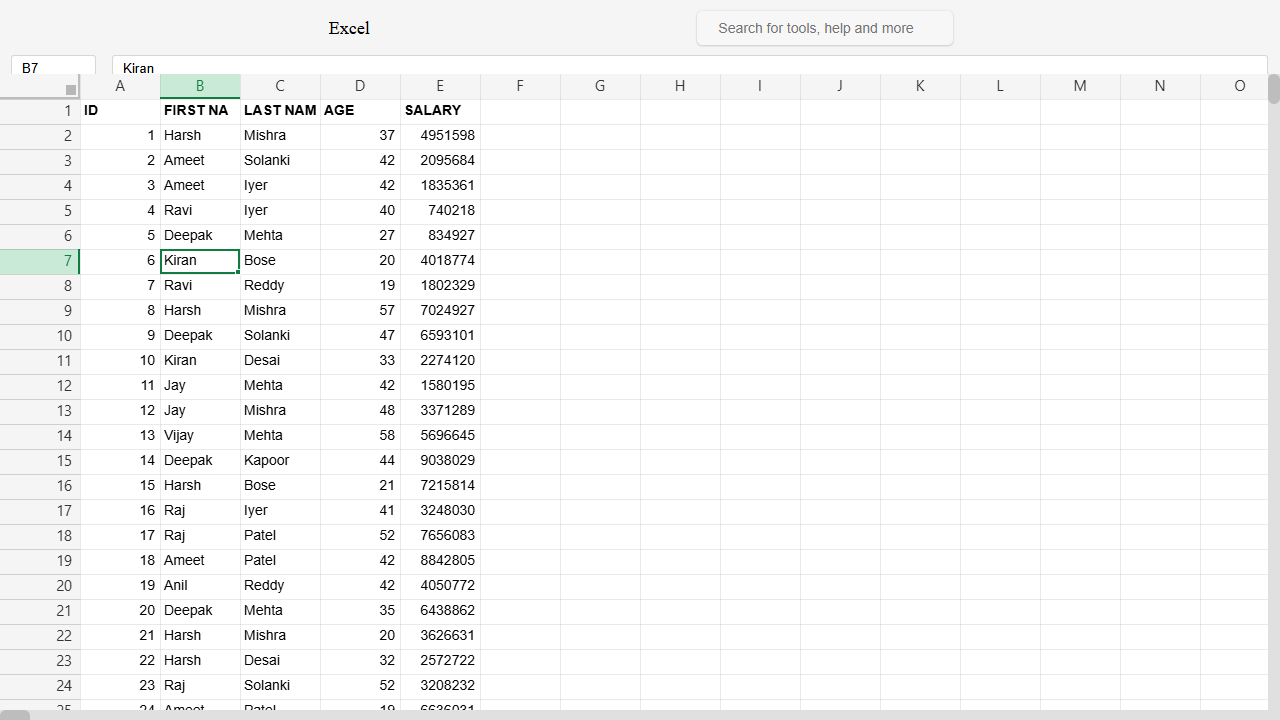 Excel Search for tools, help and more
B7 Kiran
A B C D E F G H I J K L M N O
1 ID FIRST NA LAST NAM AGE SALARY
2 1 Harsh Mishra 37 4951598
3 2 Ameet Solanki 42 2095684
4 3 Ameet Iyer 42 1835361
5 4 Ravi Iyer 40 740218
6 5 Deepak Mehta 27 834927
7 6 Kiran Bose 20 4018774
8 7 Ravi Reddy 19 1802329
9 8 Harsh Mishra 57 7024927
10 9 Deepak Solanki 47 6593101
11 10 Kiran Desai 33 2274120
12 11 Jay Mehta 42 1580195
13 12 Jay Mishra 48 3371289
14 13 Vijay Mehta 58 5696645
15 14 Deepak Kapoor 44 9038029
16 15 Harsh Bose 21 7215814
17 16 Raj Iyer 41 3248030
18 17 Raj Patel 52 7656083
19 18 Ameet Patel 42 8842805
20 19 Anil Reddy 42 4050772
21 20 Deepak Mehta 35 6438862
22 21 Harsh Mishra 20 3626631
23 22 Harsh Desai 32 2572722
24 23 Raj Solanki 52 3208232
25 24 Ameet Patel 19